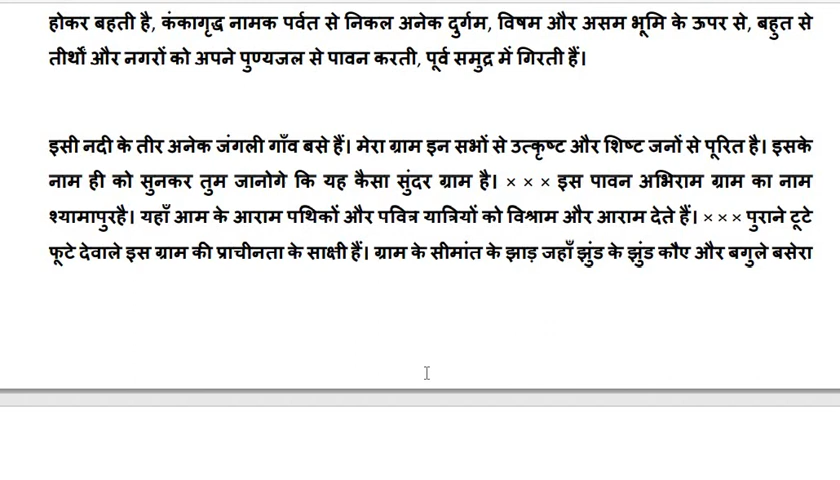 होकर बहती है, कंकागृद्ध नामक पर्वत से निकल अनेक दुर्गम, विषम और असम भूमि के ऊपर से, बहुत से
तीर्थों और नगरों को अपने पुण्यजल से पावन करती, पूर्व समुद्र में गिरती हैं।
इसी नदी के तीर अनेक जंगली गाँव बसे हैं। मेरा ग्राम इन सभों से उत्कृष्ट और शिष्ट जनों से पूरित है। इसके
नाम ही को सुनकर तुम जानोगे कि यह कैसा सुंदर ग्राम है। × × × इस पावन अभिराम ग्राम का नाम
श्यामापुरहै। यहाँ आम के आराम पथिकों और पवित्र यात्रियों को विश्राम और आराम देते हैं। ××× पुराने टूटे
फूटे देवाले इस ग्राम की प्राचीनता के साक्षी हैं। ग्राम के सीमांत के झाड़ जहाँ झुंड के झुंड कौए और बगुले बसेरा